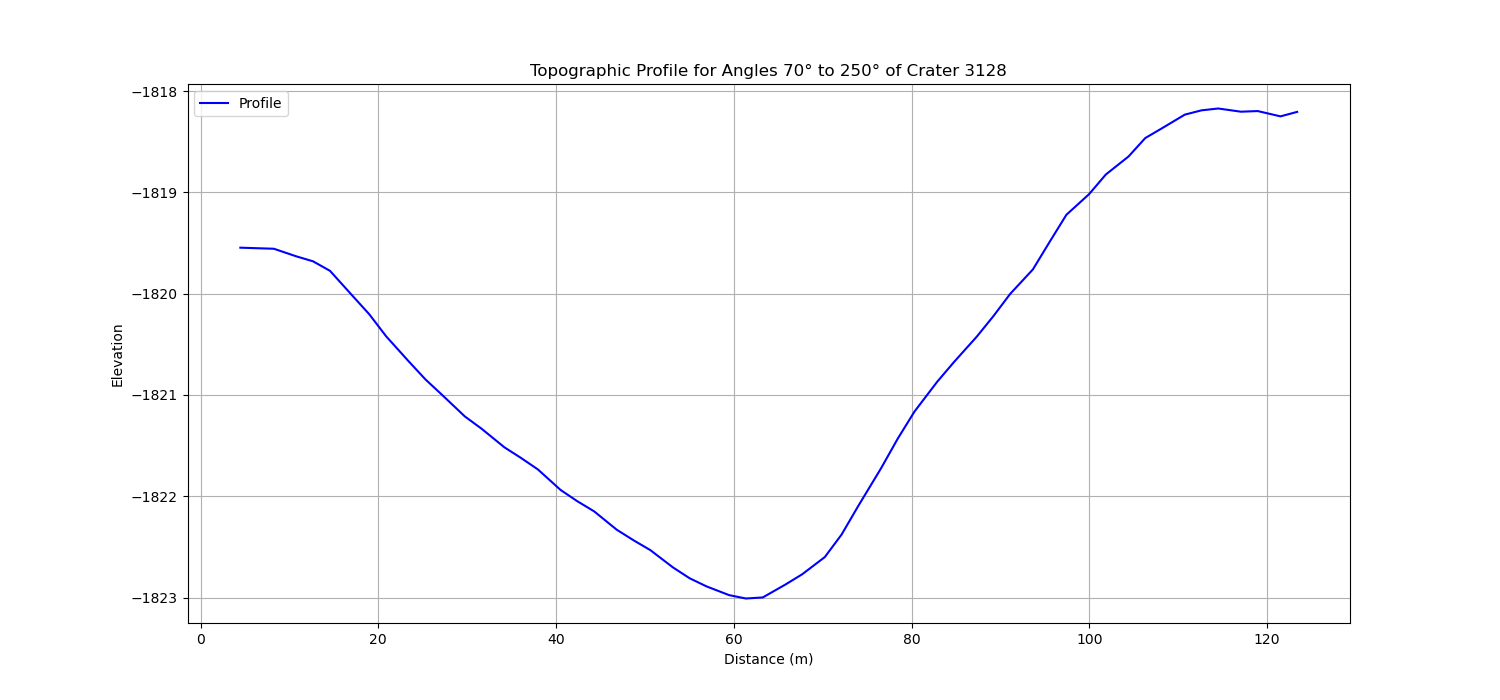 Topographic Profile for Angles 70° to 250° of Crater 3128
Profile
−1818
−1819
−1820
−1821
−1822
−1823
Elevation
0 20 40 60 80 100 120
Distance (m)